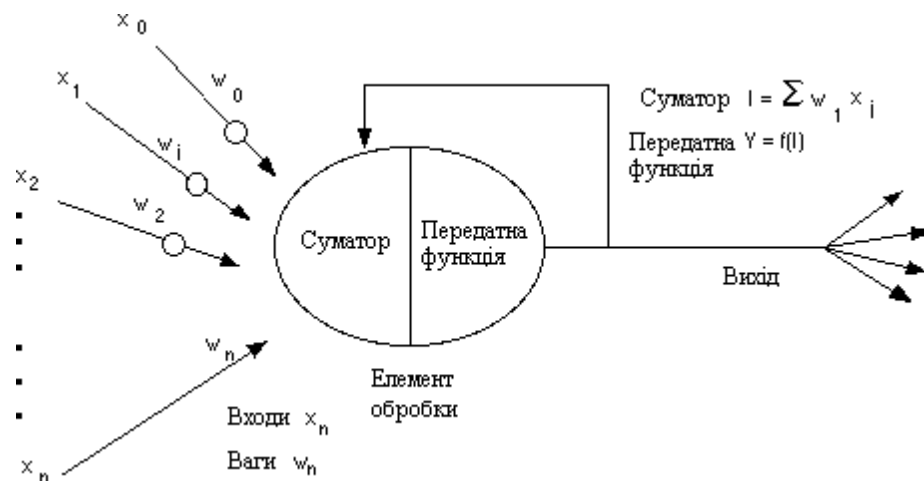 x 0
w 0
x 1
w i
x 2
w 2
Суматор I = Σ w 1 x i
Передатна Y = f(I)
функція
Суматор
Передатна
функція
Вихід
w n
Елемент
обробки
Входи x n
Ваги w n
x n